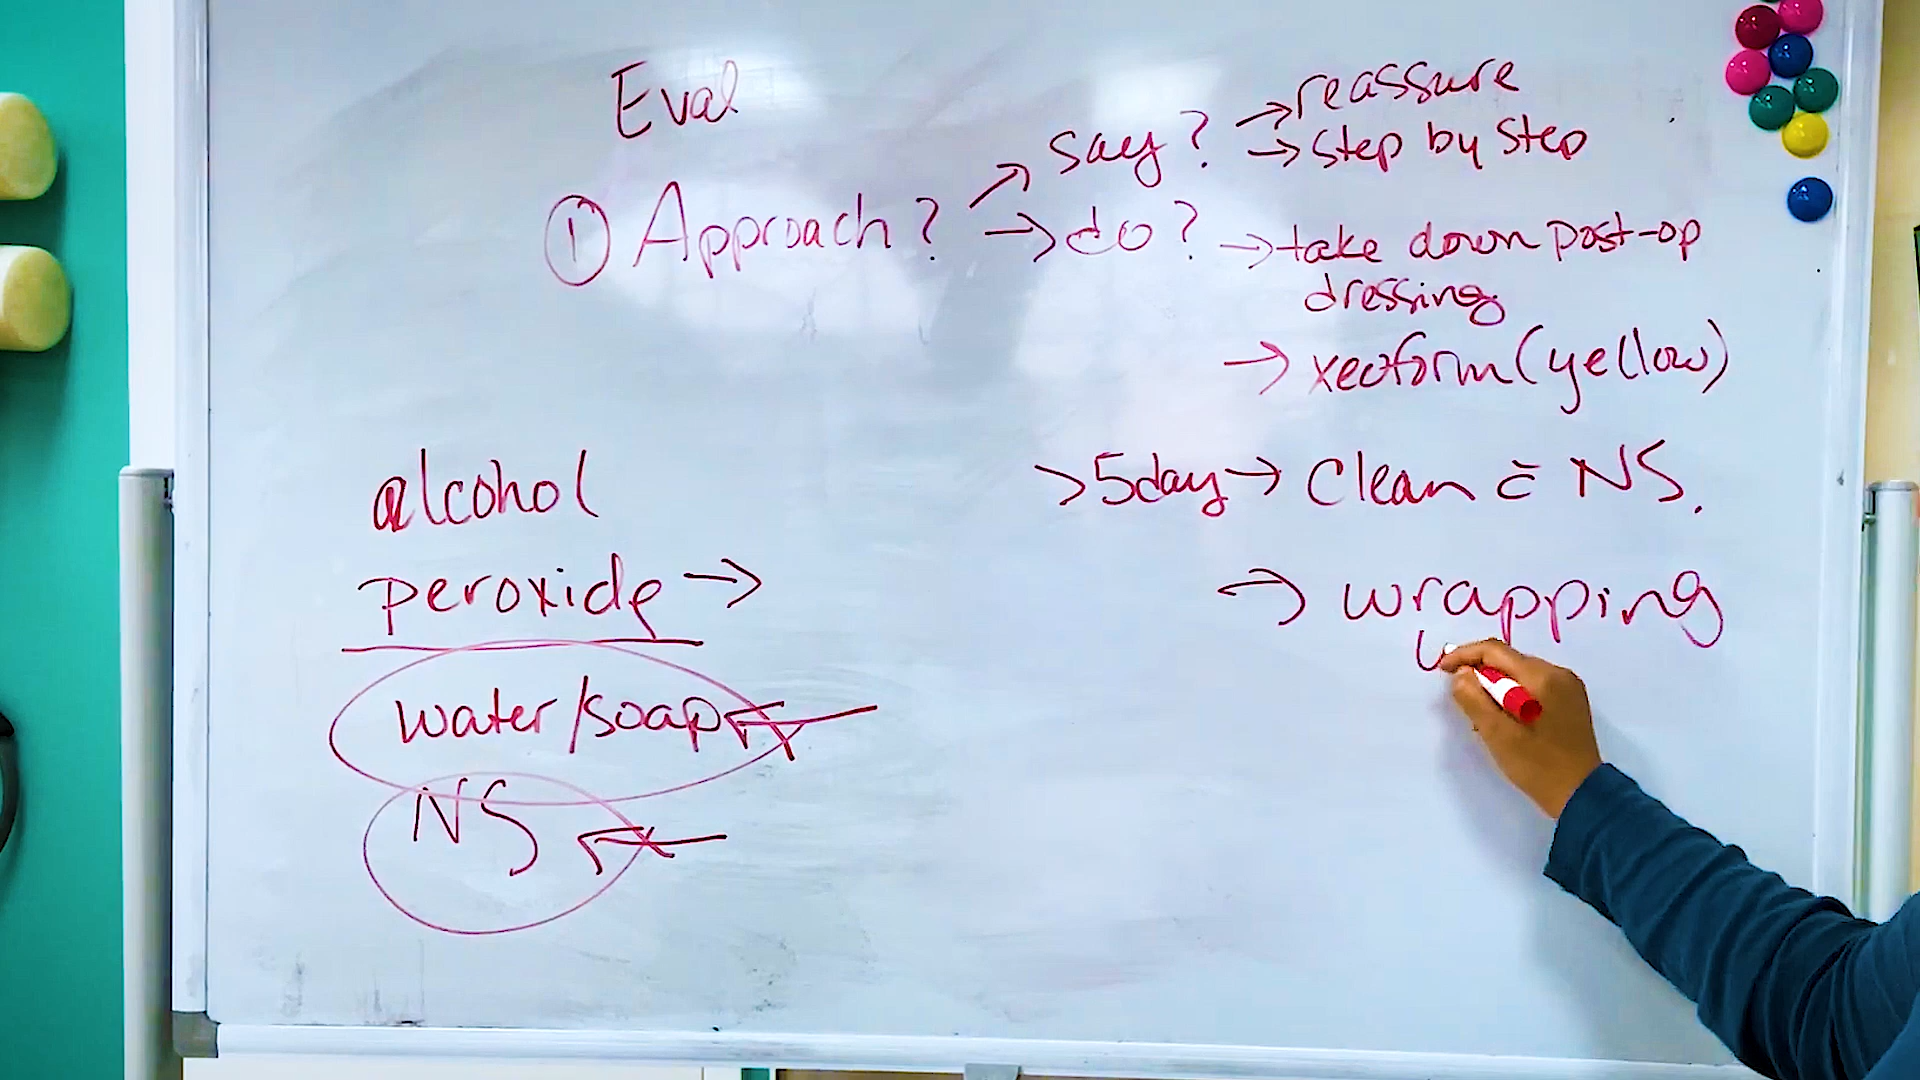 Eval
① Approach? ↗ say? → reassure
→ step by step
→ do? → take down post-op
dressing
→ xeoform (yellow)
>5day → Clean c̄ NS.
→ wrapping
alcohol
peroxide →
water/soap ←
NS ←